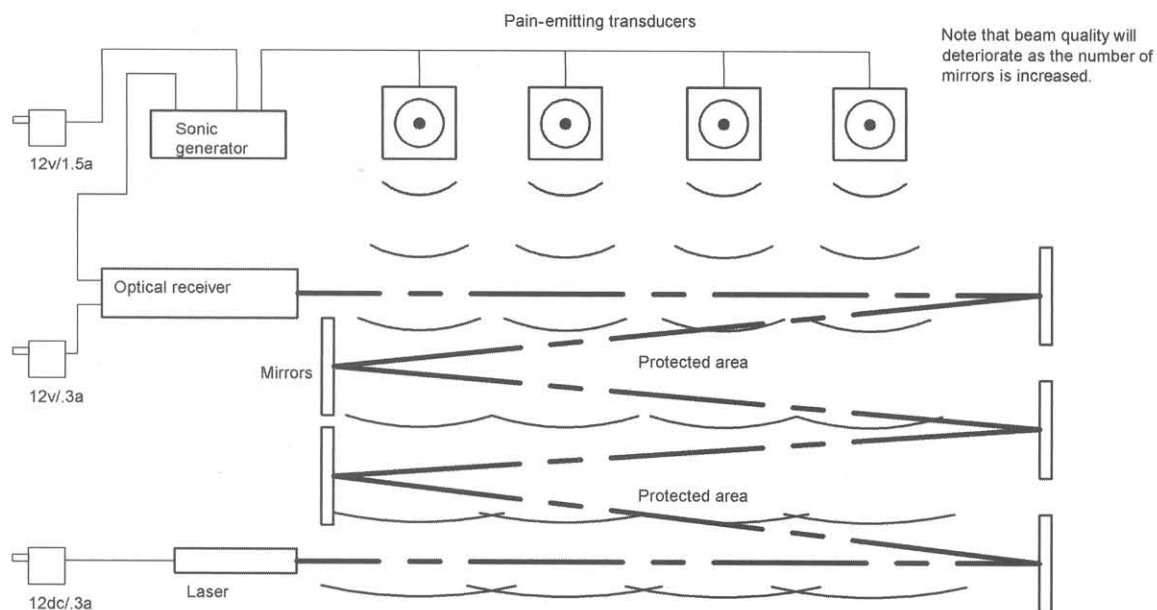 Pain-emitting transducers
Note that beam quality will
deteriorate as the number of
mirrors is increased.
Sonic
generator
12v/1.5a
Optical receiver
Mirrors
Protected area
12v/.3a
Protected area
Laser
12dc/.3a